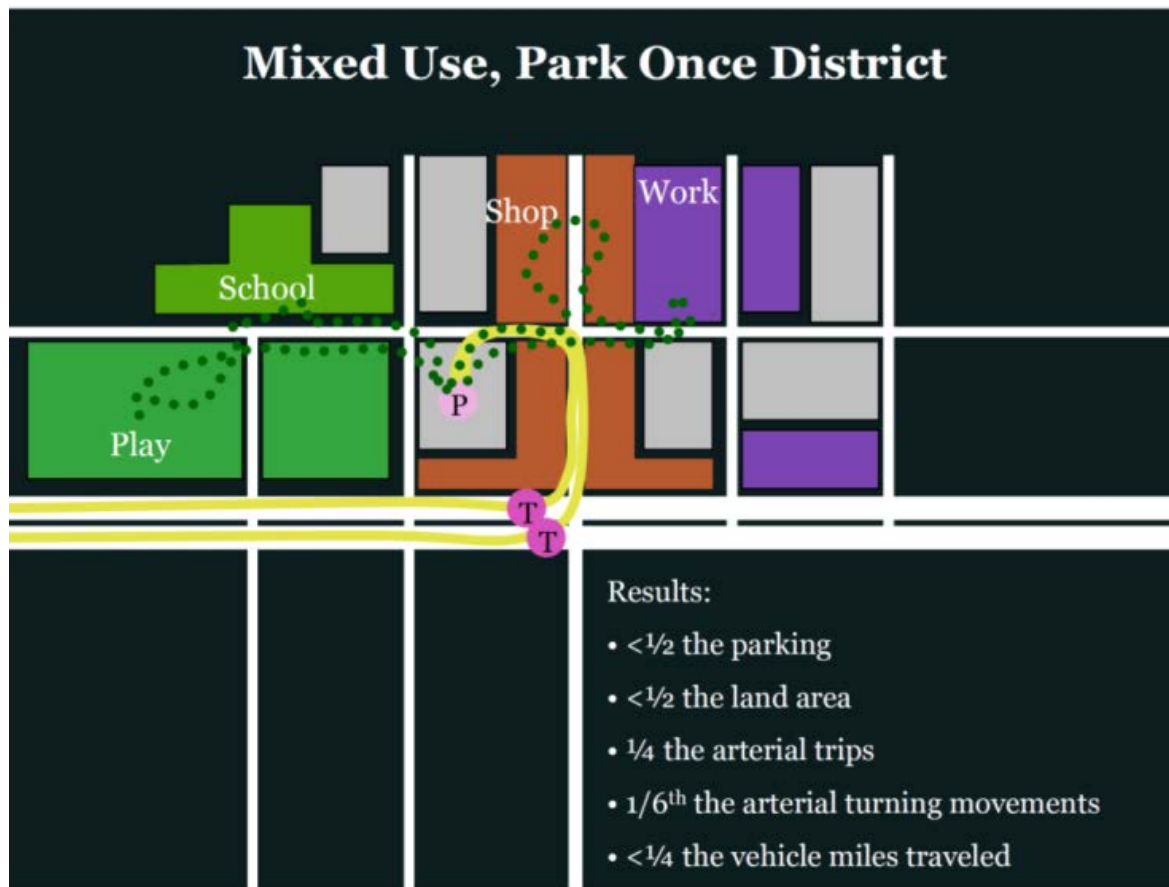 Mixed Use, Park Once District
Shop
Work
School
P
Play
T
T
Results:
• <½ the parking
• <½ the land area
• ¼ the arterial trips
• 1/6th the arterial turning movements
• <¼ the vehicle miles traveled